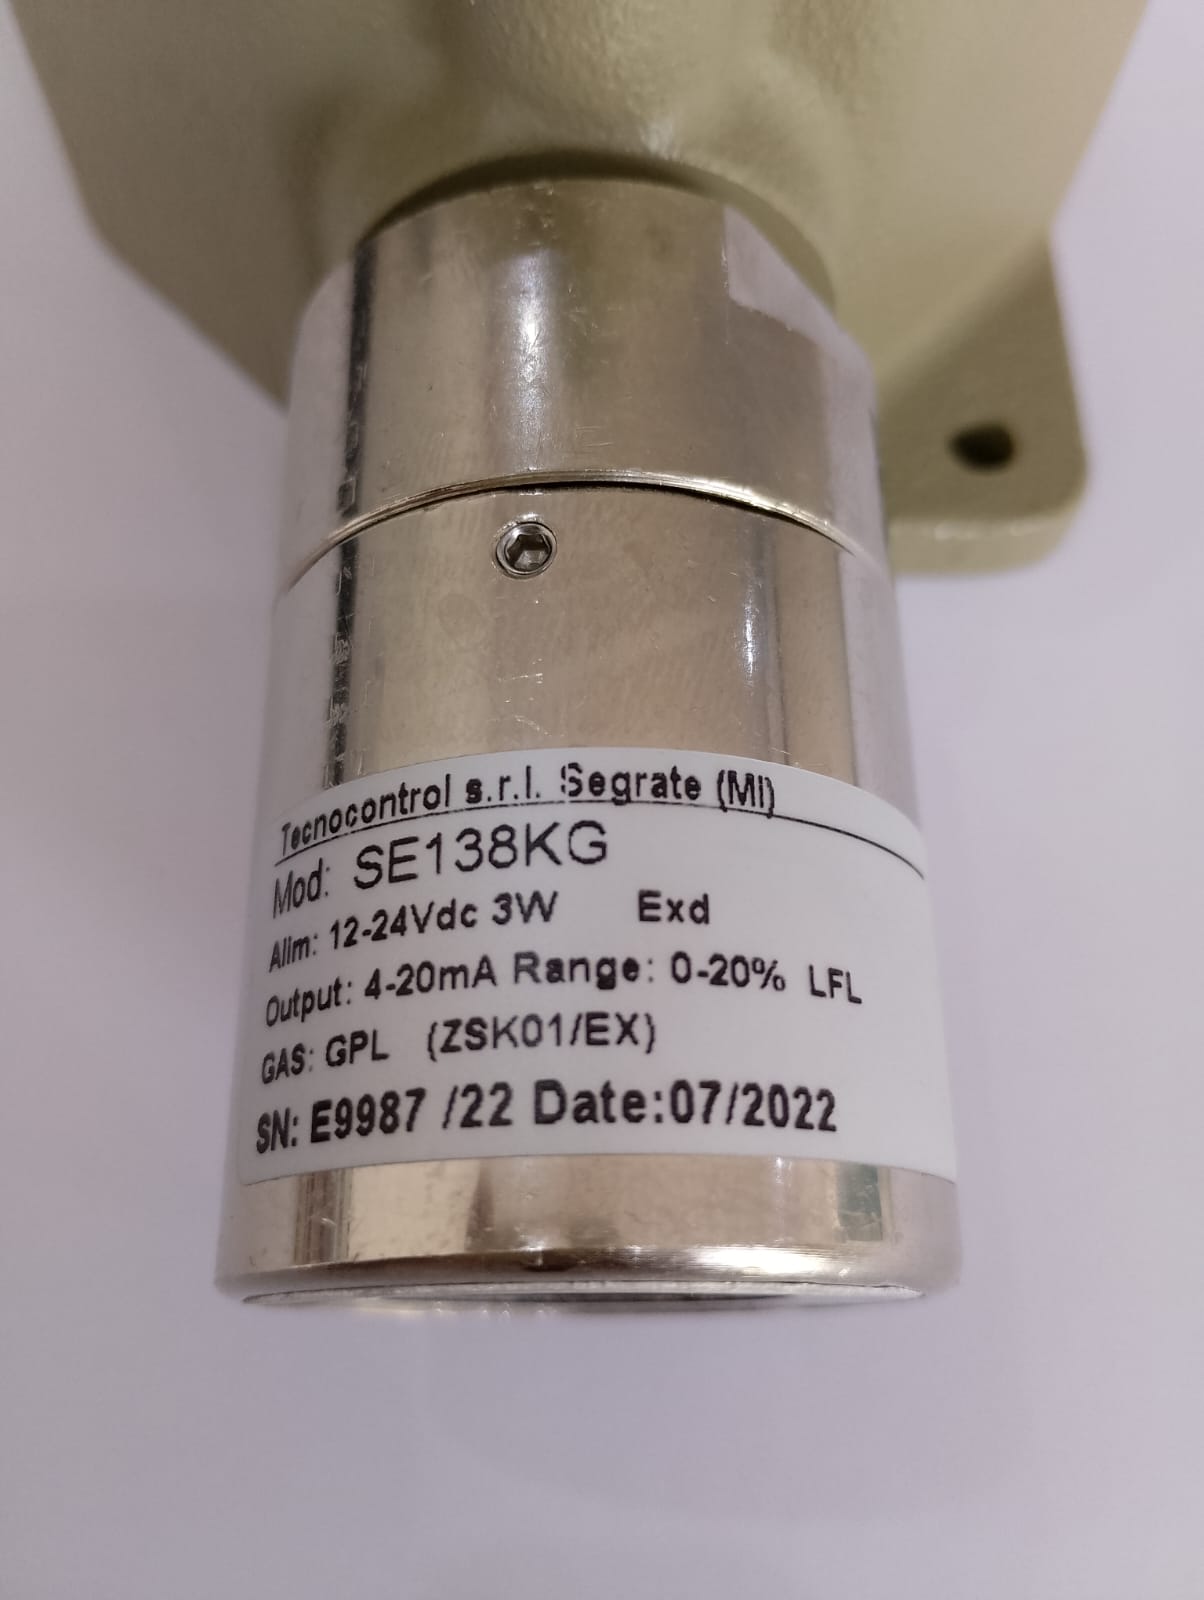 Tecnocontrol s.r.l. Segrate (MI)
Mod: SE138KG
Alim: 12-24Vdc 3W Exd
Output: 4-20mA Range: 0-20% LFL
GAS: GPL (ZSK01/EX)
SN: E9987 /22 Date:07/2022